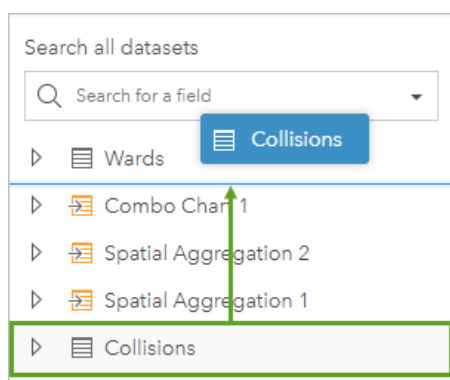 Search all datasets
Search for a field
Collisions
Wards
Combo Chart 1
Spatial Aggregation 2
Spatial Aggregation 1
Collisions